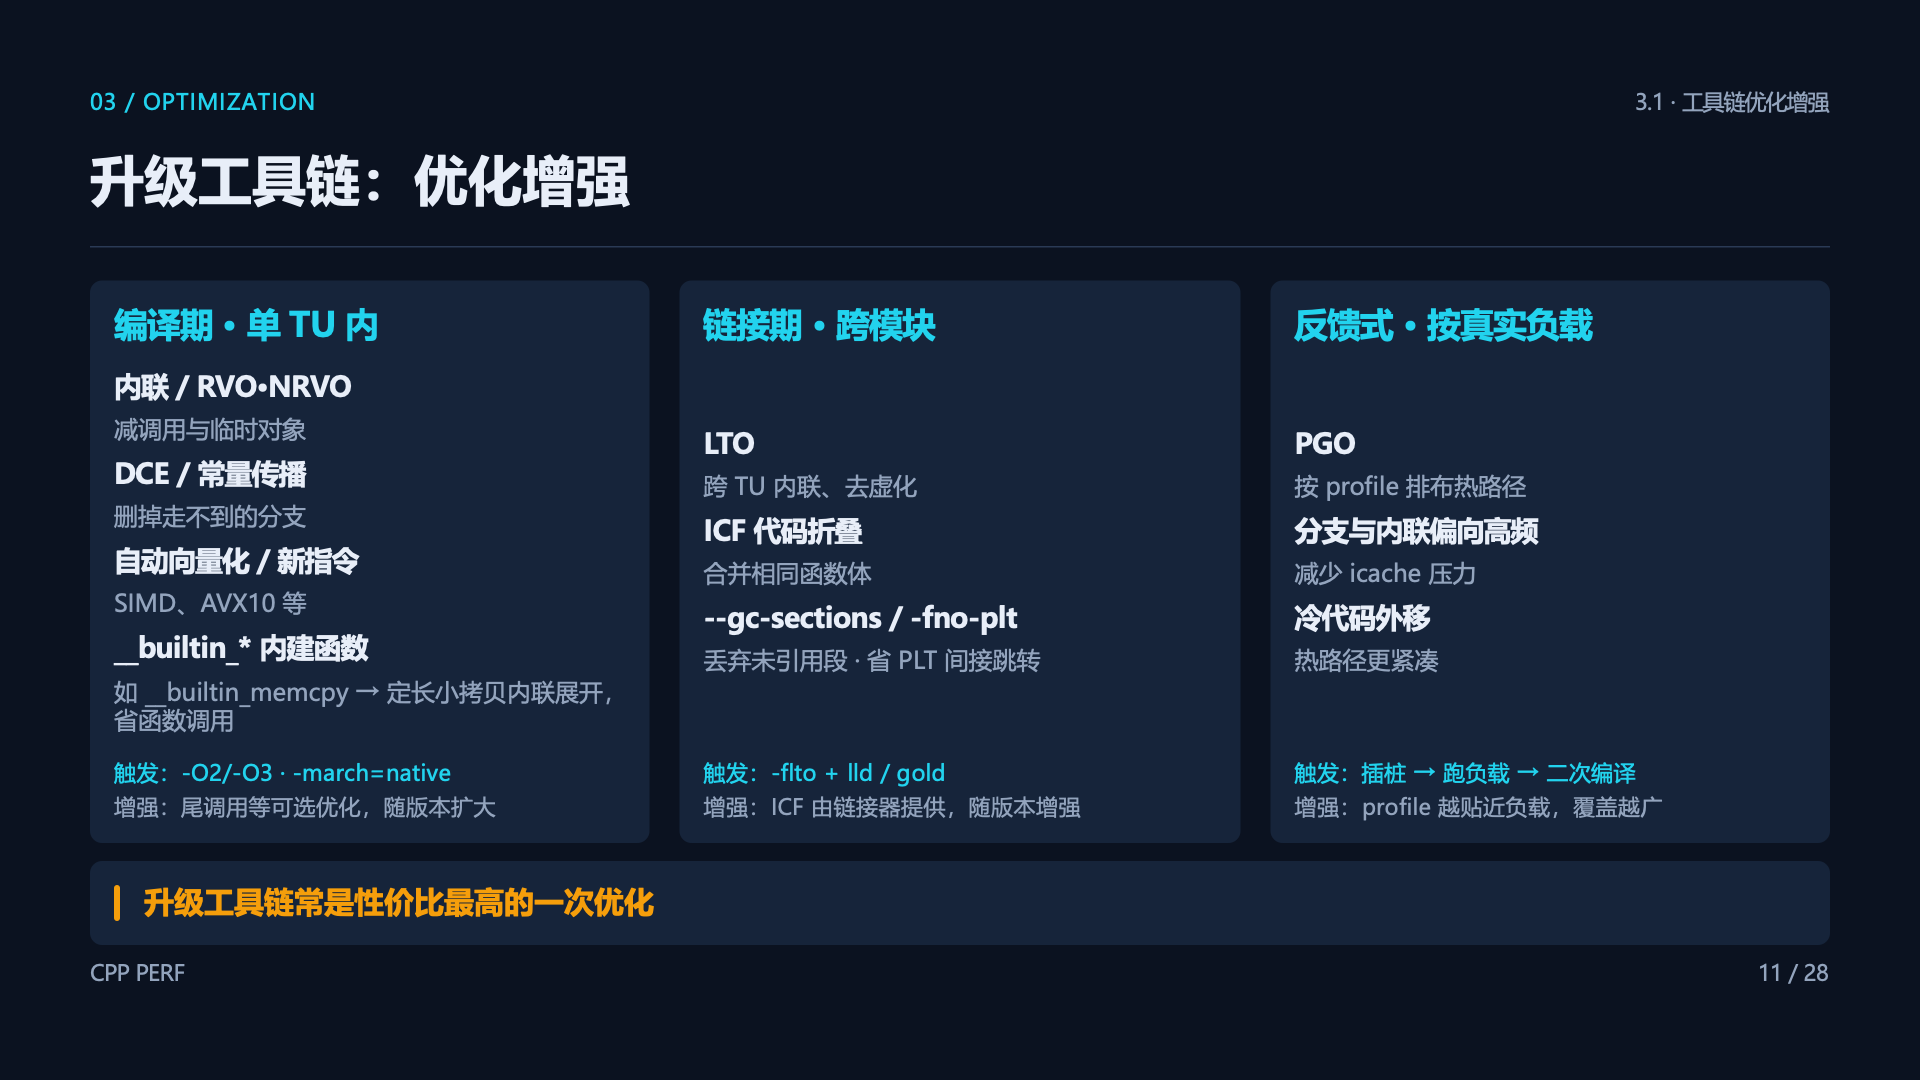 03 / OPTIMIZATION
3.1 · 工具链优化增强
升级工具链：优化增强
编译期 • 单 TU 内
内联 / RVO•NRVO
减调用与临时对象
DCE / 常量传播
删掉走不到的分支
自动向量化 / 新指令
SIMD、AVX10 等
__builtin_* 内建函数
如 __builtin_memcpy → 定长小拷贝内联展开，
省函数调用
触发：-O2/-O3 · -march=native
增强：尾调用等可选优化，随版本扩大
链接期 • 跨模块
LTO
跨 TU 内联、去虚化
ICF 代码折叠
合并相同函数体
--gc-sections / -fno-plt
丢弃未引用段 · 省 PLT 间接跳转
触发：-flto + lld / gold
增强：ICF 由链接器提供，随版本增强
反馈式 • 按真实负载
PGO
按 profile 排布热路径
分支与内联偏向高频
减少 icache 压力
冷代码外移
热路径更紧凑
触发：插桩 → 跑负载 → 二次编译
增强：profile 越贴近负载，覆盖越广
升级工具链常是性价比最高的一次优化
CPP PERF
11 / 28